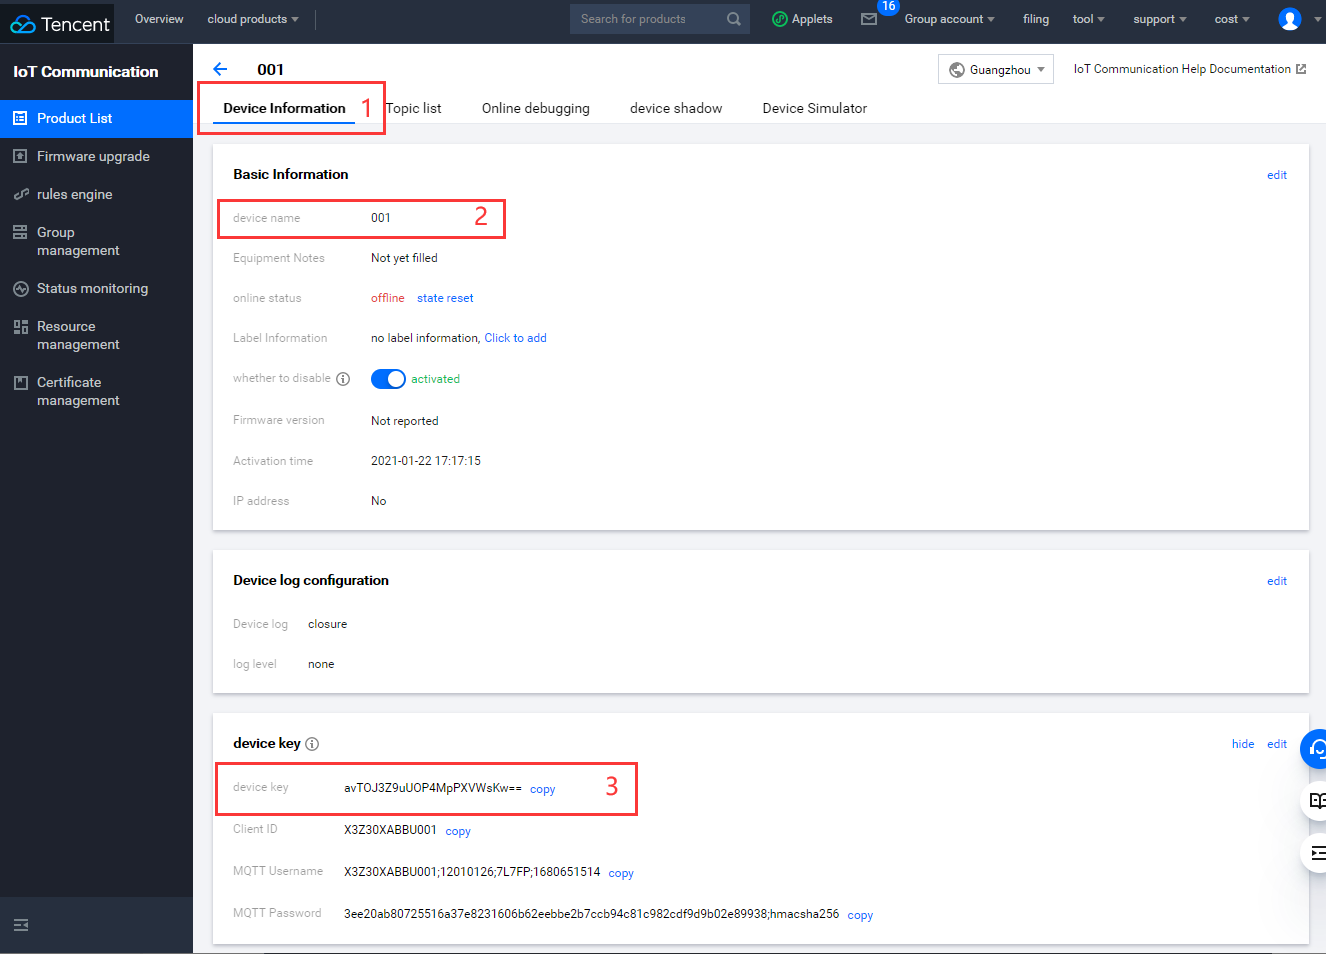 Tencent
Overview
cloud products
Search for products
Applets
16
Group account
filing
tool
support
cost
IoT Communication
Product List
Firmware upgrade
rules engine
Group
management
Status monitoring
Resource
management
Certificate
management
001
Guangzhou
IoT Communication Help Documentation
Device Information 1
Topic list
Online debugging
device shadow
Device Simulator
Basic Information
edit
device name 001 2
Equipment Notes Not yet filled
online status offline state reset
Label Information no label information, Click to add
whether to disable activated
Firmware version Not reported
Activation time 2021-01-22 17:17:15
IP address No
Device log configuration
edit
Device log closure
log level none
device key
hide edit
device key avTOJ3Z9uUOP4MpPXVWsKw== copy 3
Client ID X3Z30XABBU001 copy
MQTT Username X3Z30XABBU001;12010126;7L7FP;1680651514 copy
MQTT Password 3ee20ab80725516a37e8231606b62eebbe2b7ccb94c81c982cdf9d9b02e89938;hmacsha256 copy